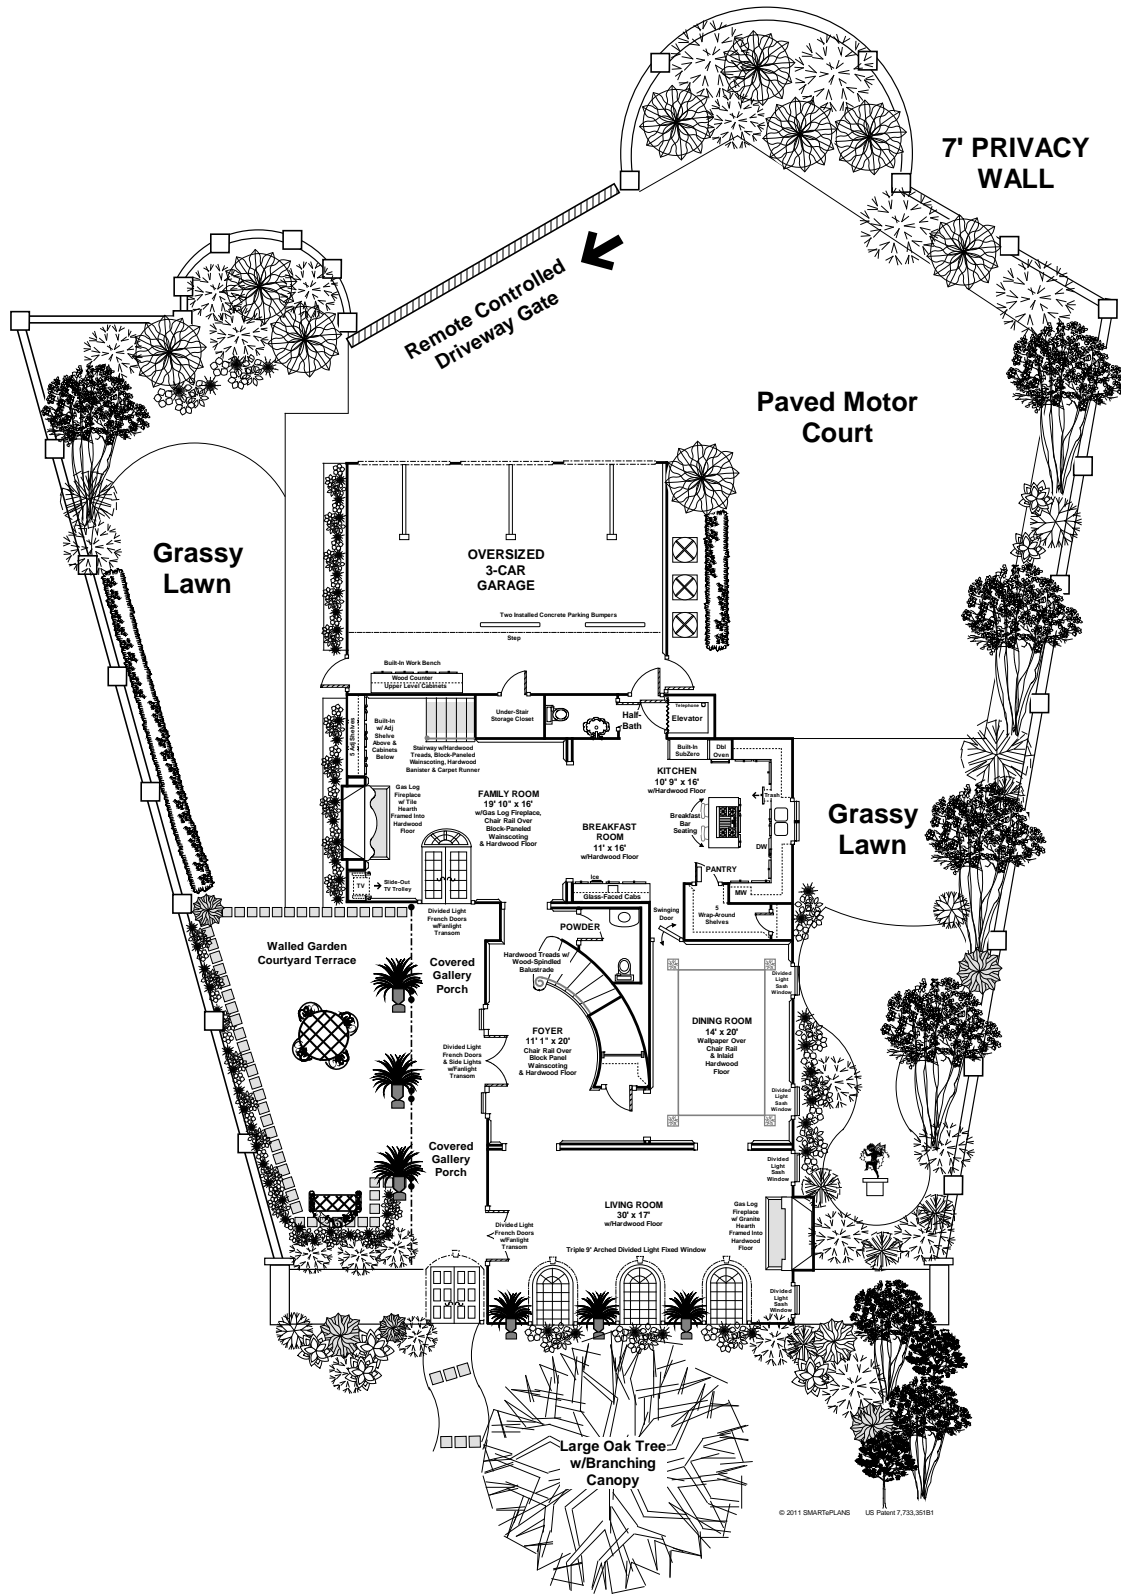 7' PRIVACY
WALL
Remote Controlled
Driveway Gate
Paved Motor
Court
Grassy
Lawn
OVERSIZED
3-CAR
GARAGE
Two Installed Concrete Parking Bumpers
Step
Built-In Work Bench
Wood Counter
Upper Level Cabinets
5 Adj Shelves
Built-In
w/ Adj
Shelve
Above &
Cabinets
Below
Under-Stair
Storage Closet
Half-
Bath
Telephone
Elevator
Stairway w/Hardwood
Treads, Block-Paneled
Wainscoting, Hardwood
Banister & Carpet Runner
Built-In
SubZero
Dbl
Oven
KITCHEN
10' 9" x 16'
w/Hardwood Floor
Gas Log
Fireplace
w/ Tile
Hearth
Framed Into
Hardwood
Floor
FAMILY ROOM
19' 10" x 16'
w/Gas Log Fireplace,
Chair Rail Over
Block-Paneled
Wainscoting
& Hardwood Floor
Trash
Breakfast
Bar
Seating
Grassy
Lawn
BREAKFAST
ROOM
11' x 16'
w/Hardwood Floor
DW
PANTRY
TV
Slide-Out
TV Trolley
Ice
Glass-Faced Cabs
MW
5
Wrap-Around
Shelves
Swinging
Door
Divided Light
French Doors
w/Fanlight
Transom
POWDER
Walled Garden
Courtyard Terrace
Covered
Gallery
Porch
Hardwood Treads w/
Wood-Spindled
Balustrade
Divided
Light
Sash
Window
FOYER
11' 1" x 20'
Chair Rail Over
Block Panel
Wainscoting
& Hardwood Floor
DINING ROOM
14' x 20'
Wallpaper Over
Chair Rail
& Inlaid
Hardwood
Floor
Divided Light
French Doors
& Side Lights
w/Fanlight
Transom
Divided
Light
Sash
Window
Covered
Gallery
Porch
Divided
Light
Sash
Window
LIVING ROOM
30' x 17'
w/Hardwood Floor
Gas Log
Fireplace
w/ Granite
Hearth
Framed Into
Hardwood
Floor
Divided Light
French Doors
w/Fanlight
Transom
Triple 9' Arched Divided Light Fixed Window
Divided
Light
Sash
Window
Large Oak Tree
w/Branching
Canopy
© 2011 SMARTePLANS US Patent 7,733,351B1